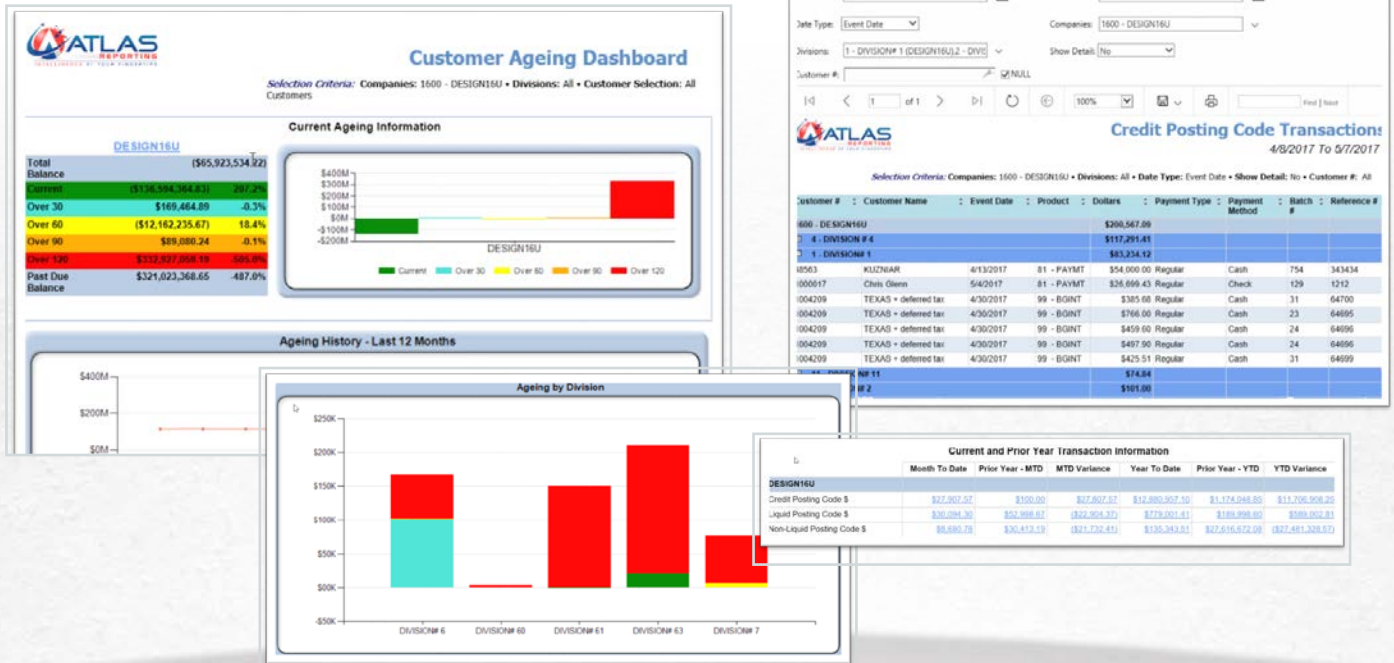 ATLAS
REPORTING
INTELLIGENCE AT YOUR FINGERTIPS
Customer Ageing Dashboard
Selection Criteria: Companies: 1600 - DESIGN16U • Divisions: All • Customer Selection: All
Customers
Current Ageing Information
DESIGN16U
Total Balance ($65,923,534.22)
Current ($136,594,364.83) 207.2%
Over 30 $169,464.89 -0.3%
Over 60 ($12,162,235.67) 18.4%
Over 90 $89,080.24 -0.1%
Over 120 $332,927,059.19 -505.0%
Past Due Balance $321,023,368.65 -487.0%
$400M
$300M
$200M
$100M
$0M
-$100M
-$200M
DESIGN16U
Current Over 30 Over 60 Over 90 Over 120
Ageing History - Last 12 Months
$400M
$200M
$0M
Ageing by Division
$250K
$200K
$150K
$100K
$50K
$00K
-$50K
DIVISION# 6 DIVISION# 60 DIVISION# 61 DIVISION# 63 DIVISION# 7
Date Type: Event Date Companies: 1600 - DESIGN16U
Divisions: 1 - DIVISION# 1 (DESIGN16U),2 - DIVIS Show Detail: No
Customer #: NULL
1 of 1 100% Find | Next
ATLAS
REPORTING
Credit Posting Code Transactions
4/8/2017 To 5/7/2017
Selection Criteria: Companies: 1600 - DESIGN16U • Divisions: All • Date Type: Event Date • Show Detail: No • Customer #: All
Customer # Customer Name Event Date Product Dollars Payment Type Payment Method Batch # Reference #
1600 - DESIGN16U $200,567.09
4 - DIVISION # 4 $117,291.41
1 - DIVISION# 1 $83,234.12
KUZNIAR 4/13/2017 81 - PAYMT $54,000.00 Regular Cash 754 343434
Chris Glenn 5/4/2017 81 - PAYMT $26,699.43 Regular Check 129 1212
TEXAS + deferred tax 4/30/2017 99 - BGINT $385.68 Regular Cash 31 64700
TEXAS + deferred tax 4/30/2017 99 - BGINT $766.00 Regular Cash 23 64695
TEXAS + deferred tax 4/30/2017 99 - BGINT $459.60 Regular Cash 24 64696
TEXAS + deferred tax 4/30/2017 99 - BGINT $497.90 Regular Cash 24 64696
TEXAS + deferred tax 4/30/2017 99 - BGINT $425.51 Regular Cash 31 64699
N# 11 $74.84
N# 2 $101.00
Current and Prior Year Transaction Information
Month To Date Prior Year - MTD MTD Variance Year To Date Prior Year - YTD YTD Variance
DESIGN16U
Credit Posting Code $ $27,907.57 $100.00 $27,807.57 $12,880,957.10 $1,174,048.85 $11,706,908.25
Liquid Posting Code $ $30,094.30 $52,998.67 ($22,904.37) $779,001.41 $189,998.60 $589,002.81
Non-Liquid Posting Code $ $8,680.78 $30,413.19 ($21,732.41) $135,343.51 $27,616,672.08 ($27,481,328.57)